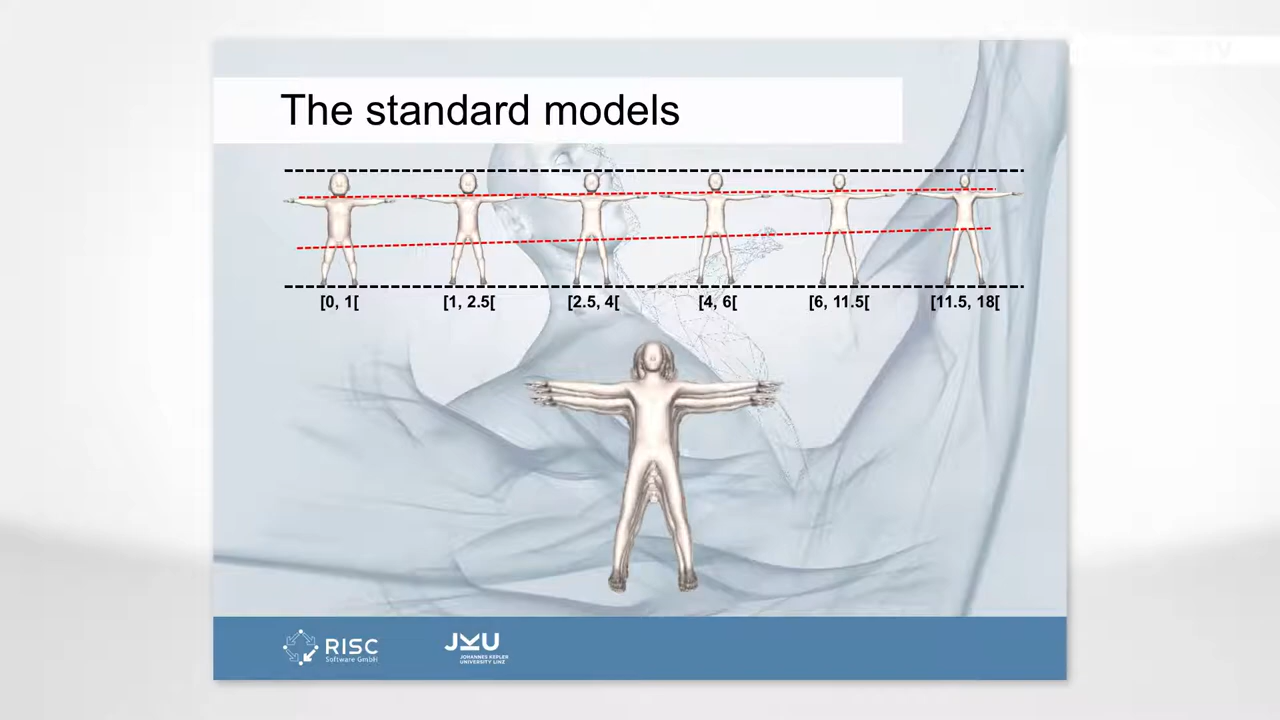 The standard models
[0, 1[ [1, 2.5[ [2.5, 4[ [4, 6[ [6, 11.5[ [11.5, 18[
RISC
Software GmbH
JKU
JOHANNES KEPLER
UNIVERSITY LINZ